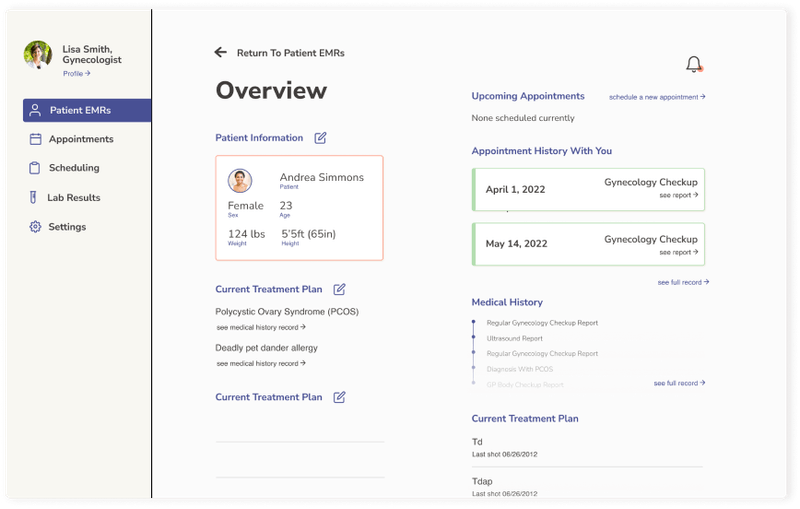 Lisa Smith,
Gynecologist
Profile →
Patient EMRs
Appointments
Scheduling
Lab Results
Settings
← Return To Patient EMRs
Overview
Patient Information
Andrea Simmons
Patient
Female
Sex
23
Age
124 lbs
Weight
5'5ft (65in)
Height
Current Treatment Plan
Polycystic Ovary Syndrome (PCOS)
see medical history record →
Deadly pet dander allergy
see medical history record →
Current Treatment Plan
Upcoming Appointments
schedule a new appointment →
None scheduled currently
Appointment History With You
April 1, 2022
Gynecology Checkup
see report →
May 14, 2022
Gynecology Checkup
see report →
see full record →
Medical History
Regular Gynecology Checkup Report
Ultrasound Report
Regular Gynocology Checkup Report
Diagnosis With PCOS
GP Body Checkup Report
see full record →
Current Treatment Plan
Td
Last shot 06/26/2012
Tdap
Last shot 06/26/2012